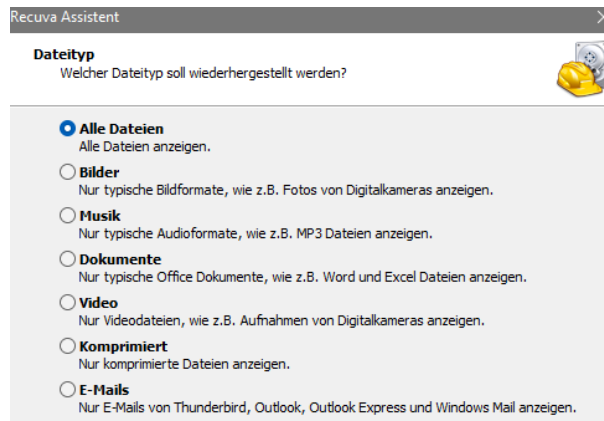 Recuva Assistent
Dateityp
Welcher Dateityp soll wiederhergestellt werden?
Alle Dateien
Alle Dateien anzeigen.
Bilder
Nur typische Bildformate, wie z.B. Fotos von Digitalkameras anzeigen.
Musik
Nur typische Audioformate, wie z.B. MP3 Dateien anzeigen.
Dokumente
Nur typische Office Dokumente, wie z.B. Word und Excel Dateien anzeigen.
Video
Nur Videodateien, wie z.B. Aufnahmen von Digitalkameras anzeigen.
Komprimiert
Nur komprimierte Dateien anzeigen.
E-Mails
Nur E-Mails von Thunderbird, Outlook, Outlook Express und Windows Mail anzeigen.